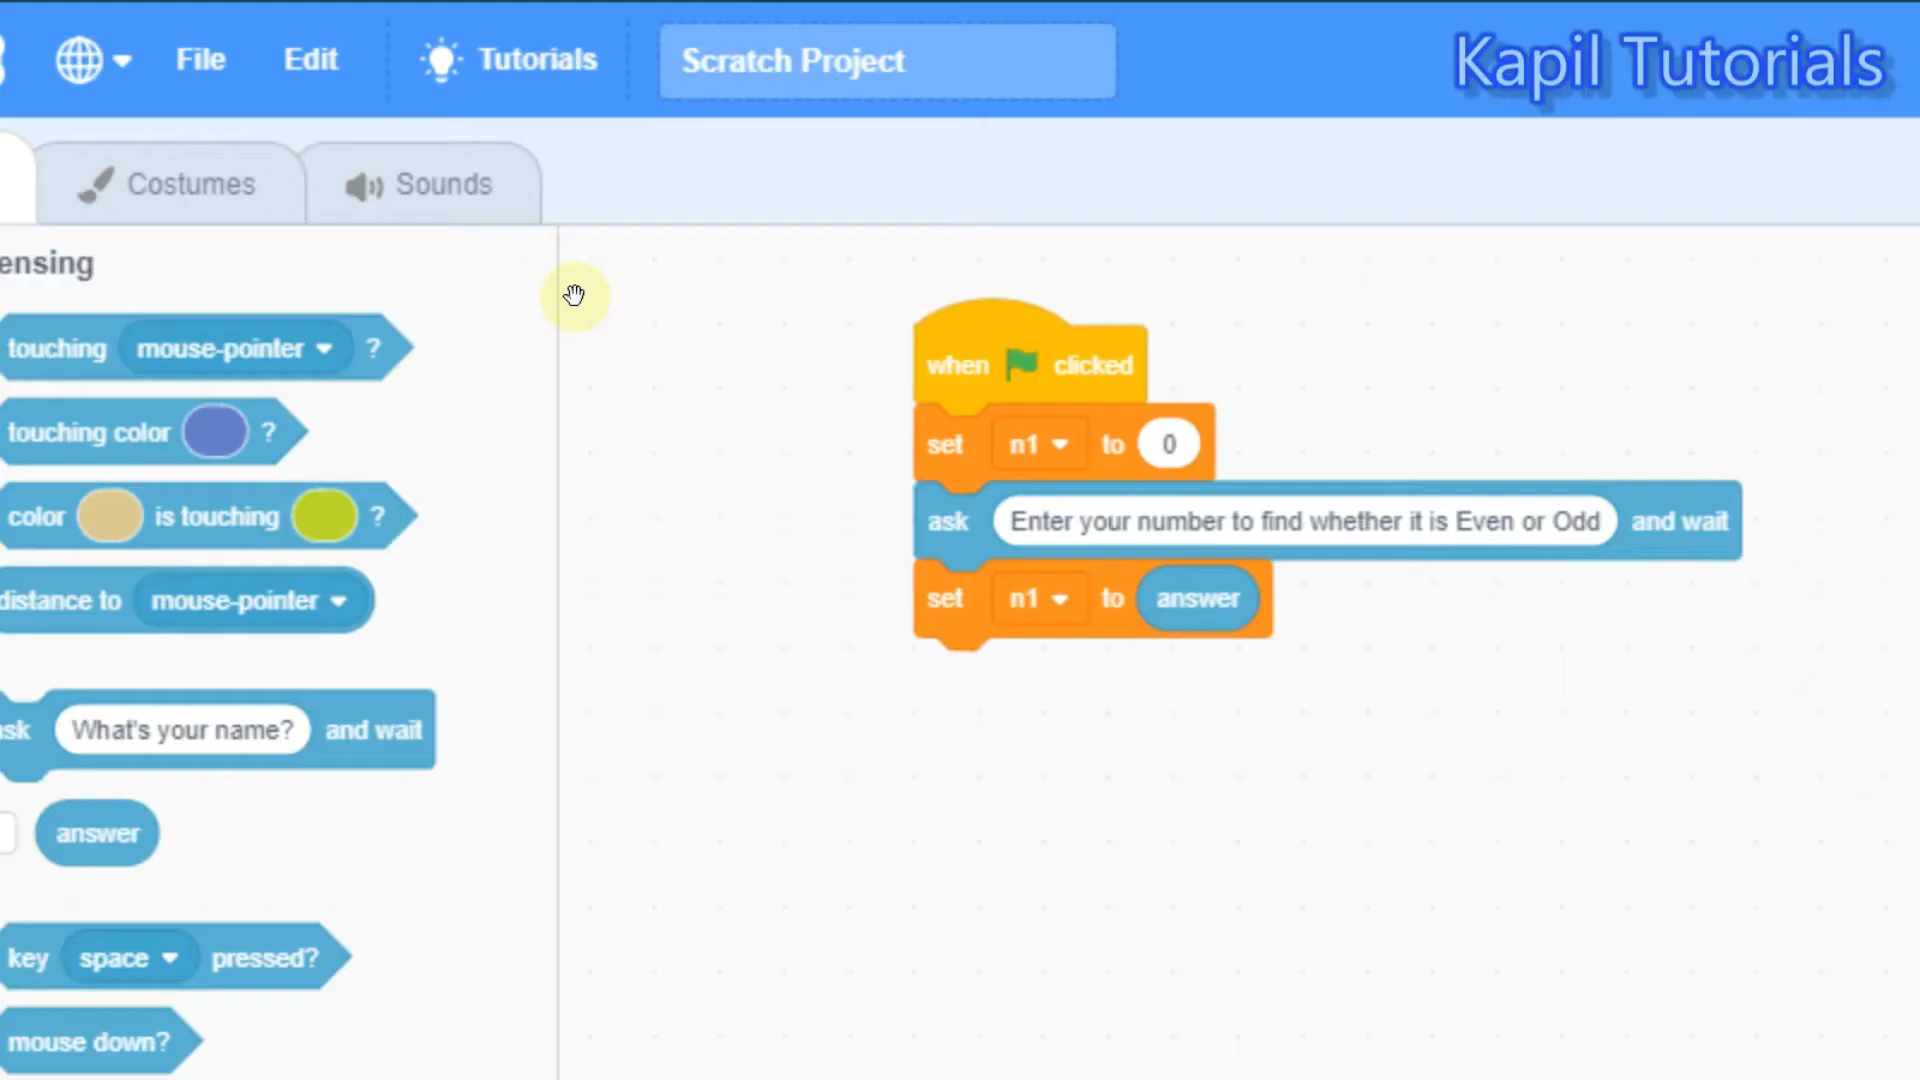 File Edit Tutorials Scratch Project Kapil Tutorials
Costumes Sounds
ensing
touching mouse-pointer ?
touching color ?
color is touching ?
distance to mouse-pointer
ask What's your name? and wait
answer
key space pressed?
mouse down?
when clicked
set n1 to 0
ask Enter your number to find whether it is Even or Odd and wait
set n1 to answer